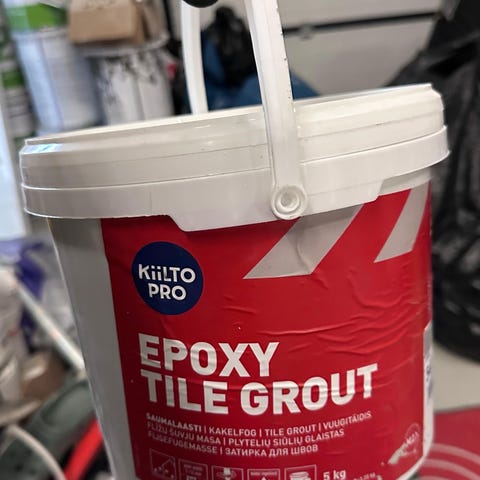 KiiLTO
PRO
EPOXY
TILE GROUT
SAUMALAASTI | KAKELFOG | TILE GROUT | VUUGITÄIDIS
FLĪZU ŠUVJU MASA | PLYTELIŲ SIŪLIŲ GLAISTAS
FLISEFUGEMASSE | ЗАТИРКА ДЛЯ ШВОВ
5 kg